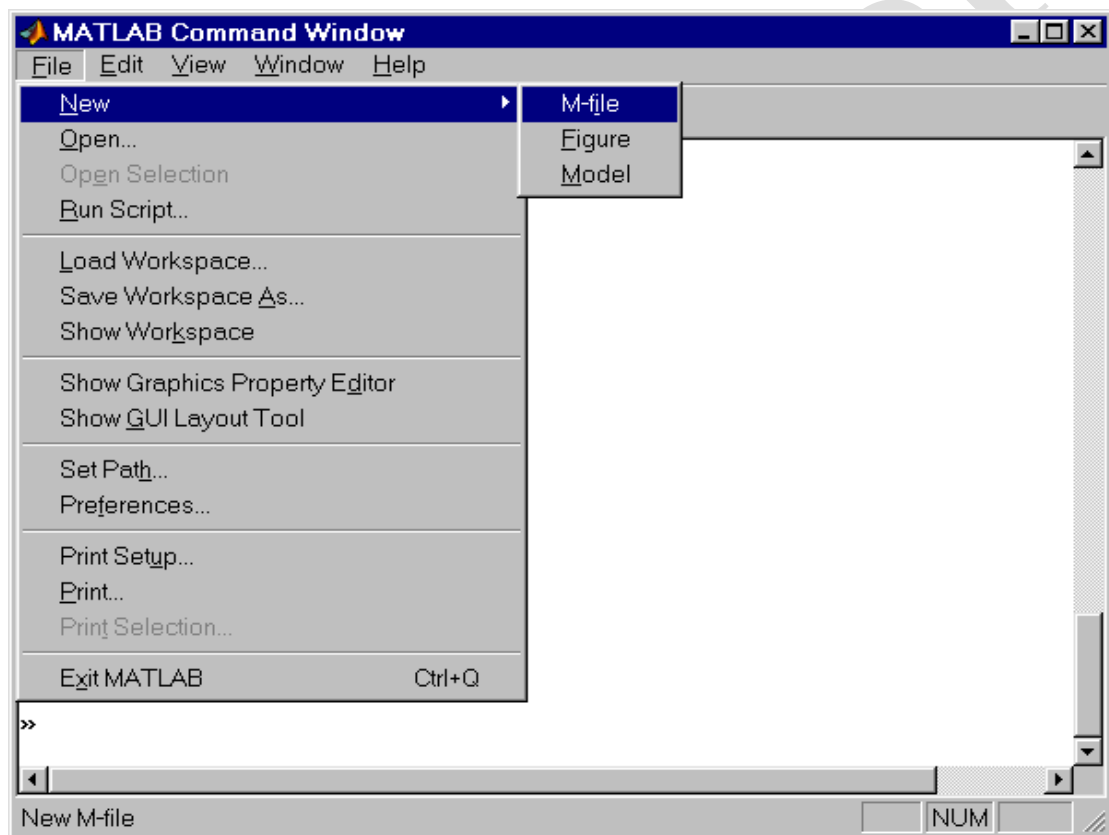 MATLAB Command Window
File Edit View Window Help
New
M-file
Open...
Figure
Open Selection
Model
Run Script...
Load Workspace...
Save Workspace As...
Show Workspace
Show Graphics Property Editor
Show GUI Layout Tool
Set Path...
Preferences...
Print Setup...
Print...
Print Selection...
Exit MATLAB Ctrl+Q
»
New M-file NUM